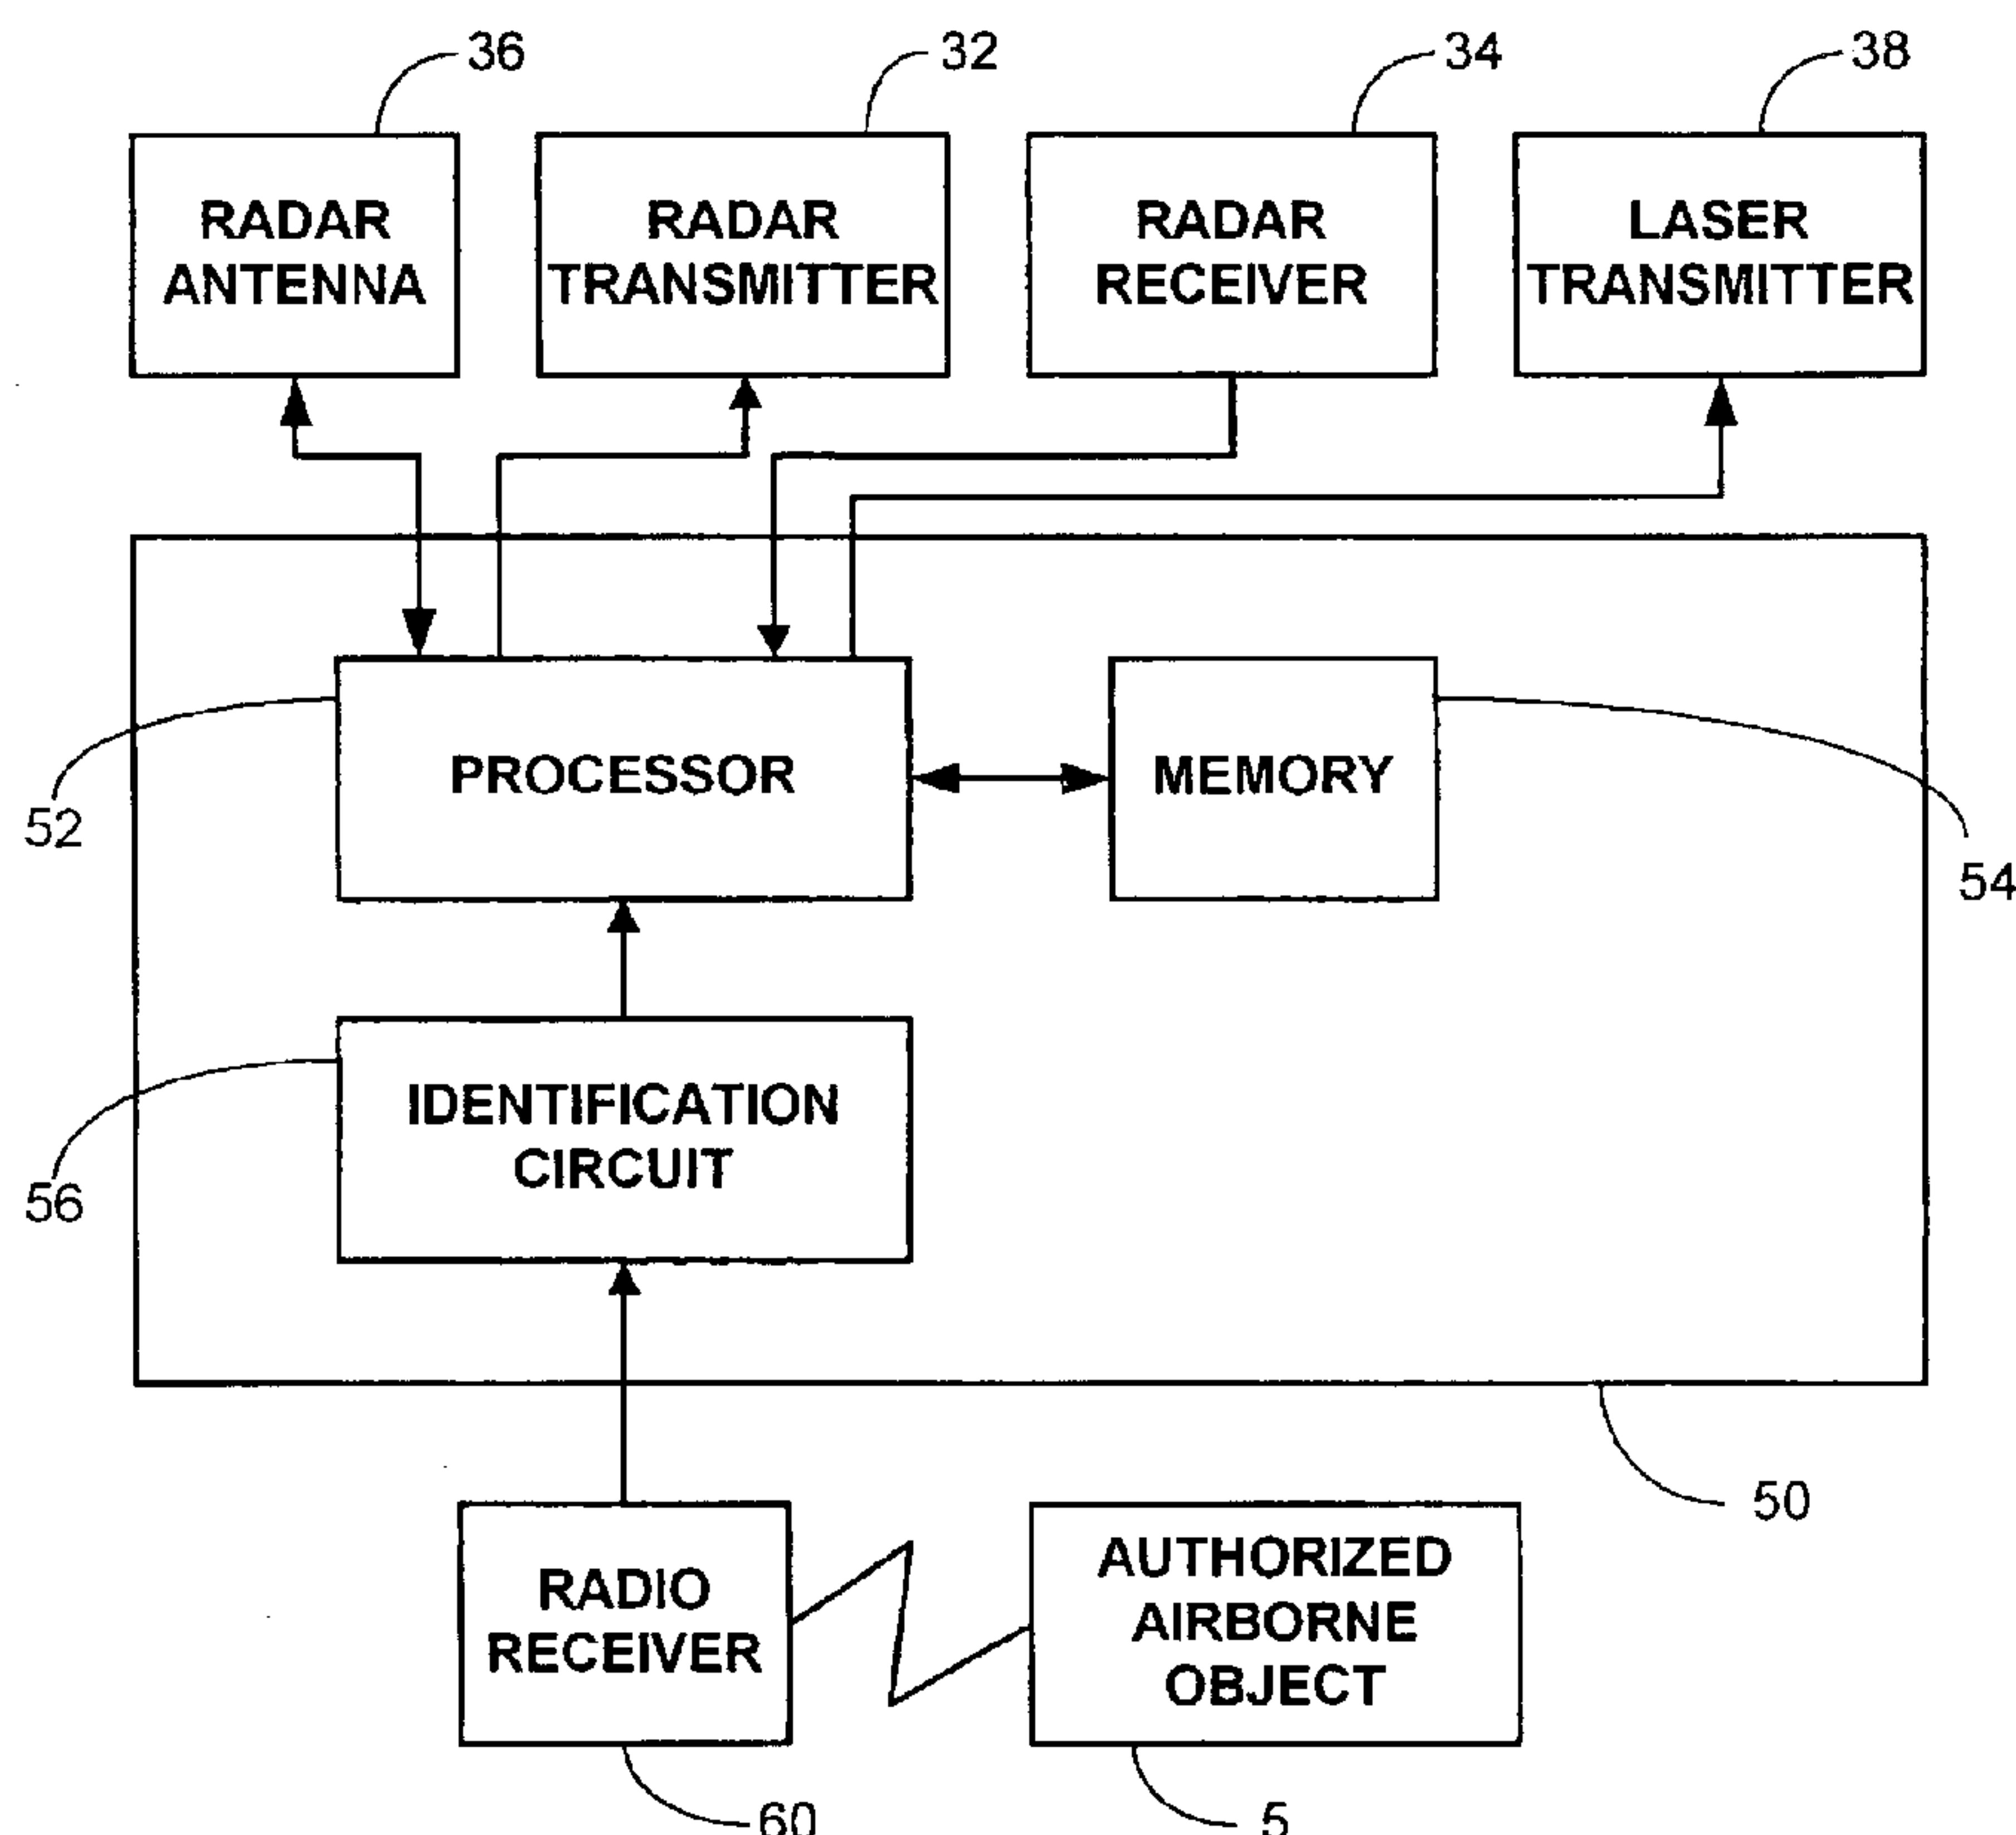 36
32
34
38
RADAR
ANTENNA
RADAR
TRANSMITTER
RADAR
RECEIVER
LASER
TRANSMITTER
PROCESSOR
MEMORY
52
54
IDENTIFICATION
CIRCUIT
56
50
RADIO
RECEIVER
AUTHORIZED
AIRBORNE
OBJECT
60
5